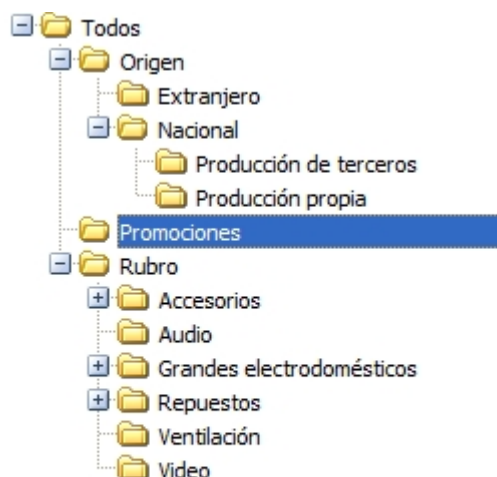 Todos
Origen
Extranjero
Nacional
Producción de terceros
Producción propia
Promociones
Rubro
Accesorios
Audio
Grandes electrodomésticos
Repuestos
Ventilación
Video